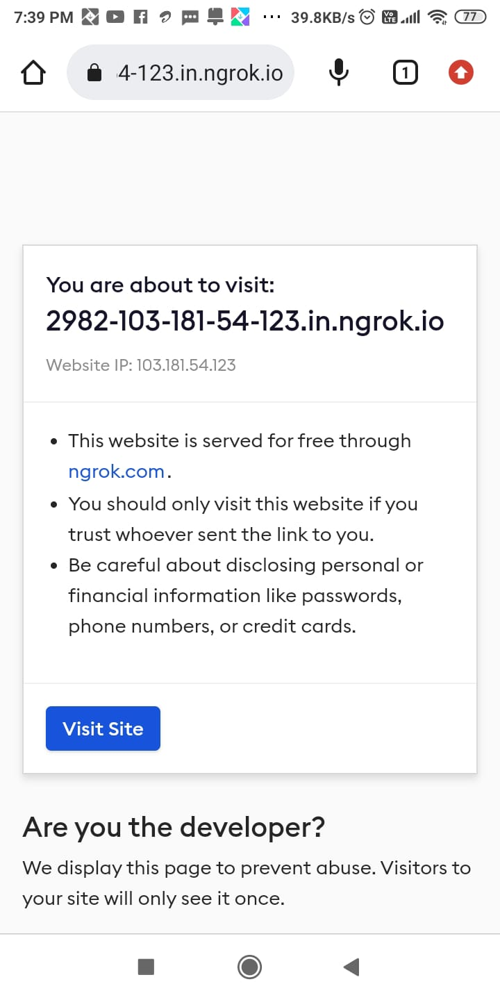 7:39 PM ... 39.8KB/s Vo LTE 77
4-123.in.ngrok.io 1
You are about to visit:
2982-103-181-54-123.in.ngrok.io
Website IP: 103.181.54.123
• This website is served for free through
ngrok.com.
• You should only visit this website if you
trust whoever sent the link to you.
• Be careful about disclosing personal or
financial information like passwords,
phone numbers, or credit cards.
Visit Site
Are you the developer?
We display this page to prevent abuse. Visitors to
your site will only see it once.